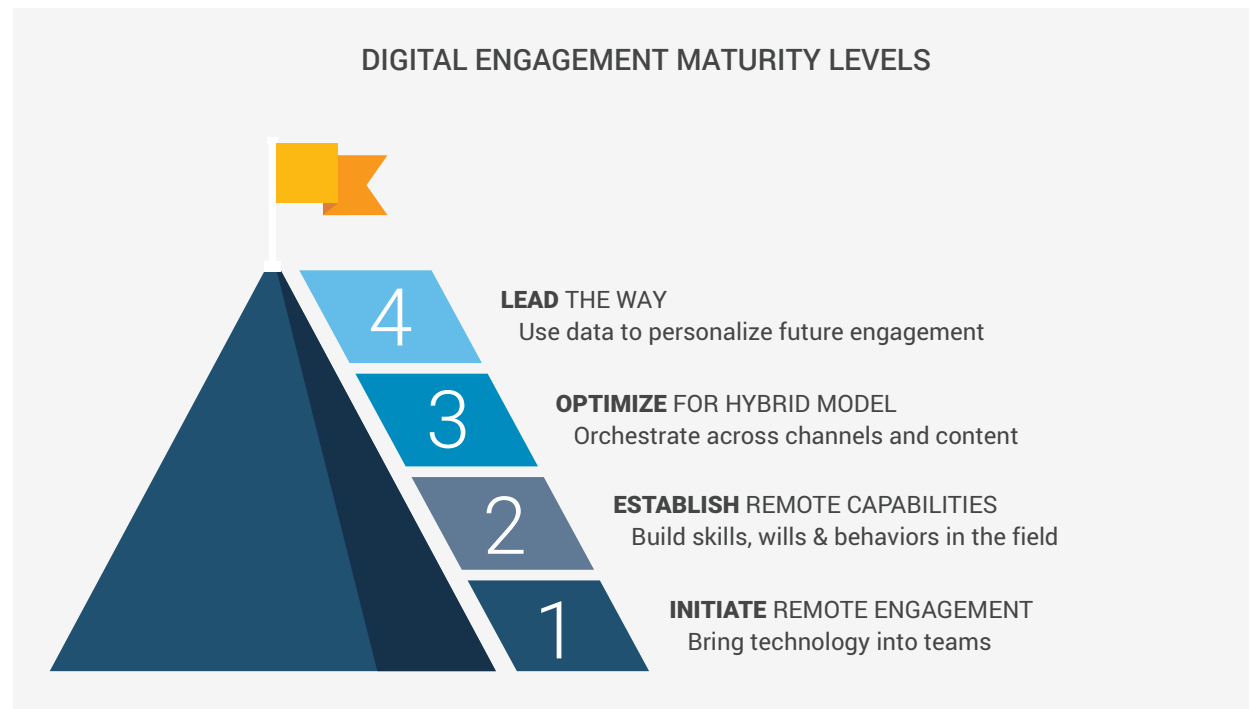 DIGITAL ENGAGEMENT MATURITY LEVELS
4
LEAD THE WAY
Use data to personalize future engagement
3
OPTIMIZE FOR HYBRID MODEL
Orchestrate across channels and content
2
ESTABLISH REMOTE CAPABILITIES
Build skills, wills & behaviors in the field
1
INITIATE REMOTE ENGAGEMENT
Bring technology into teams